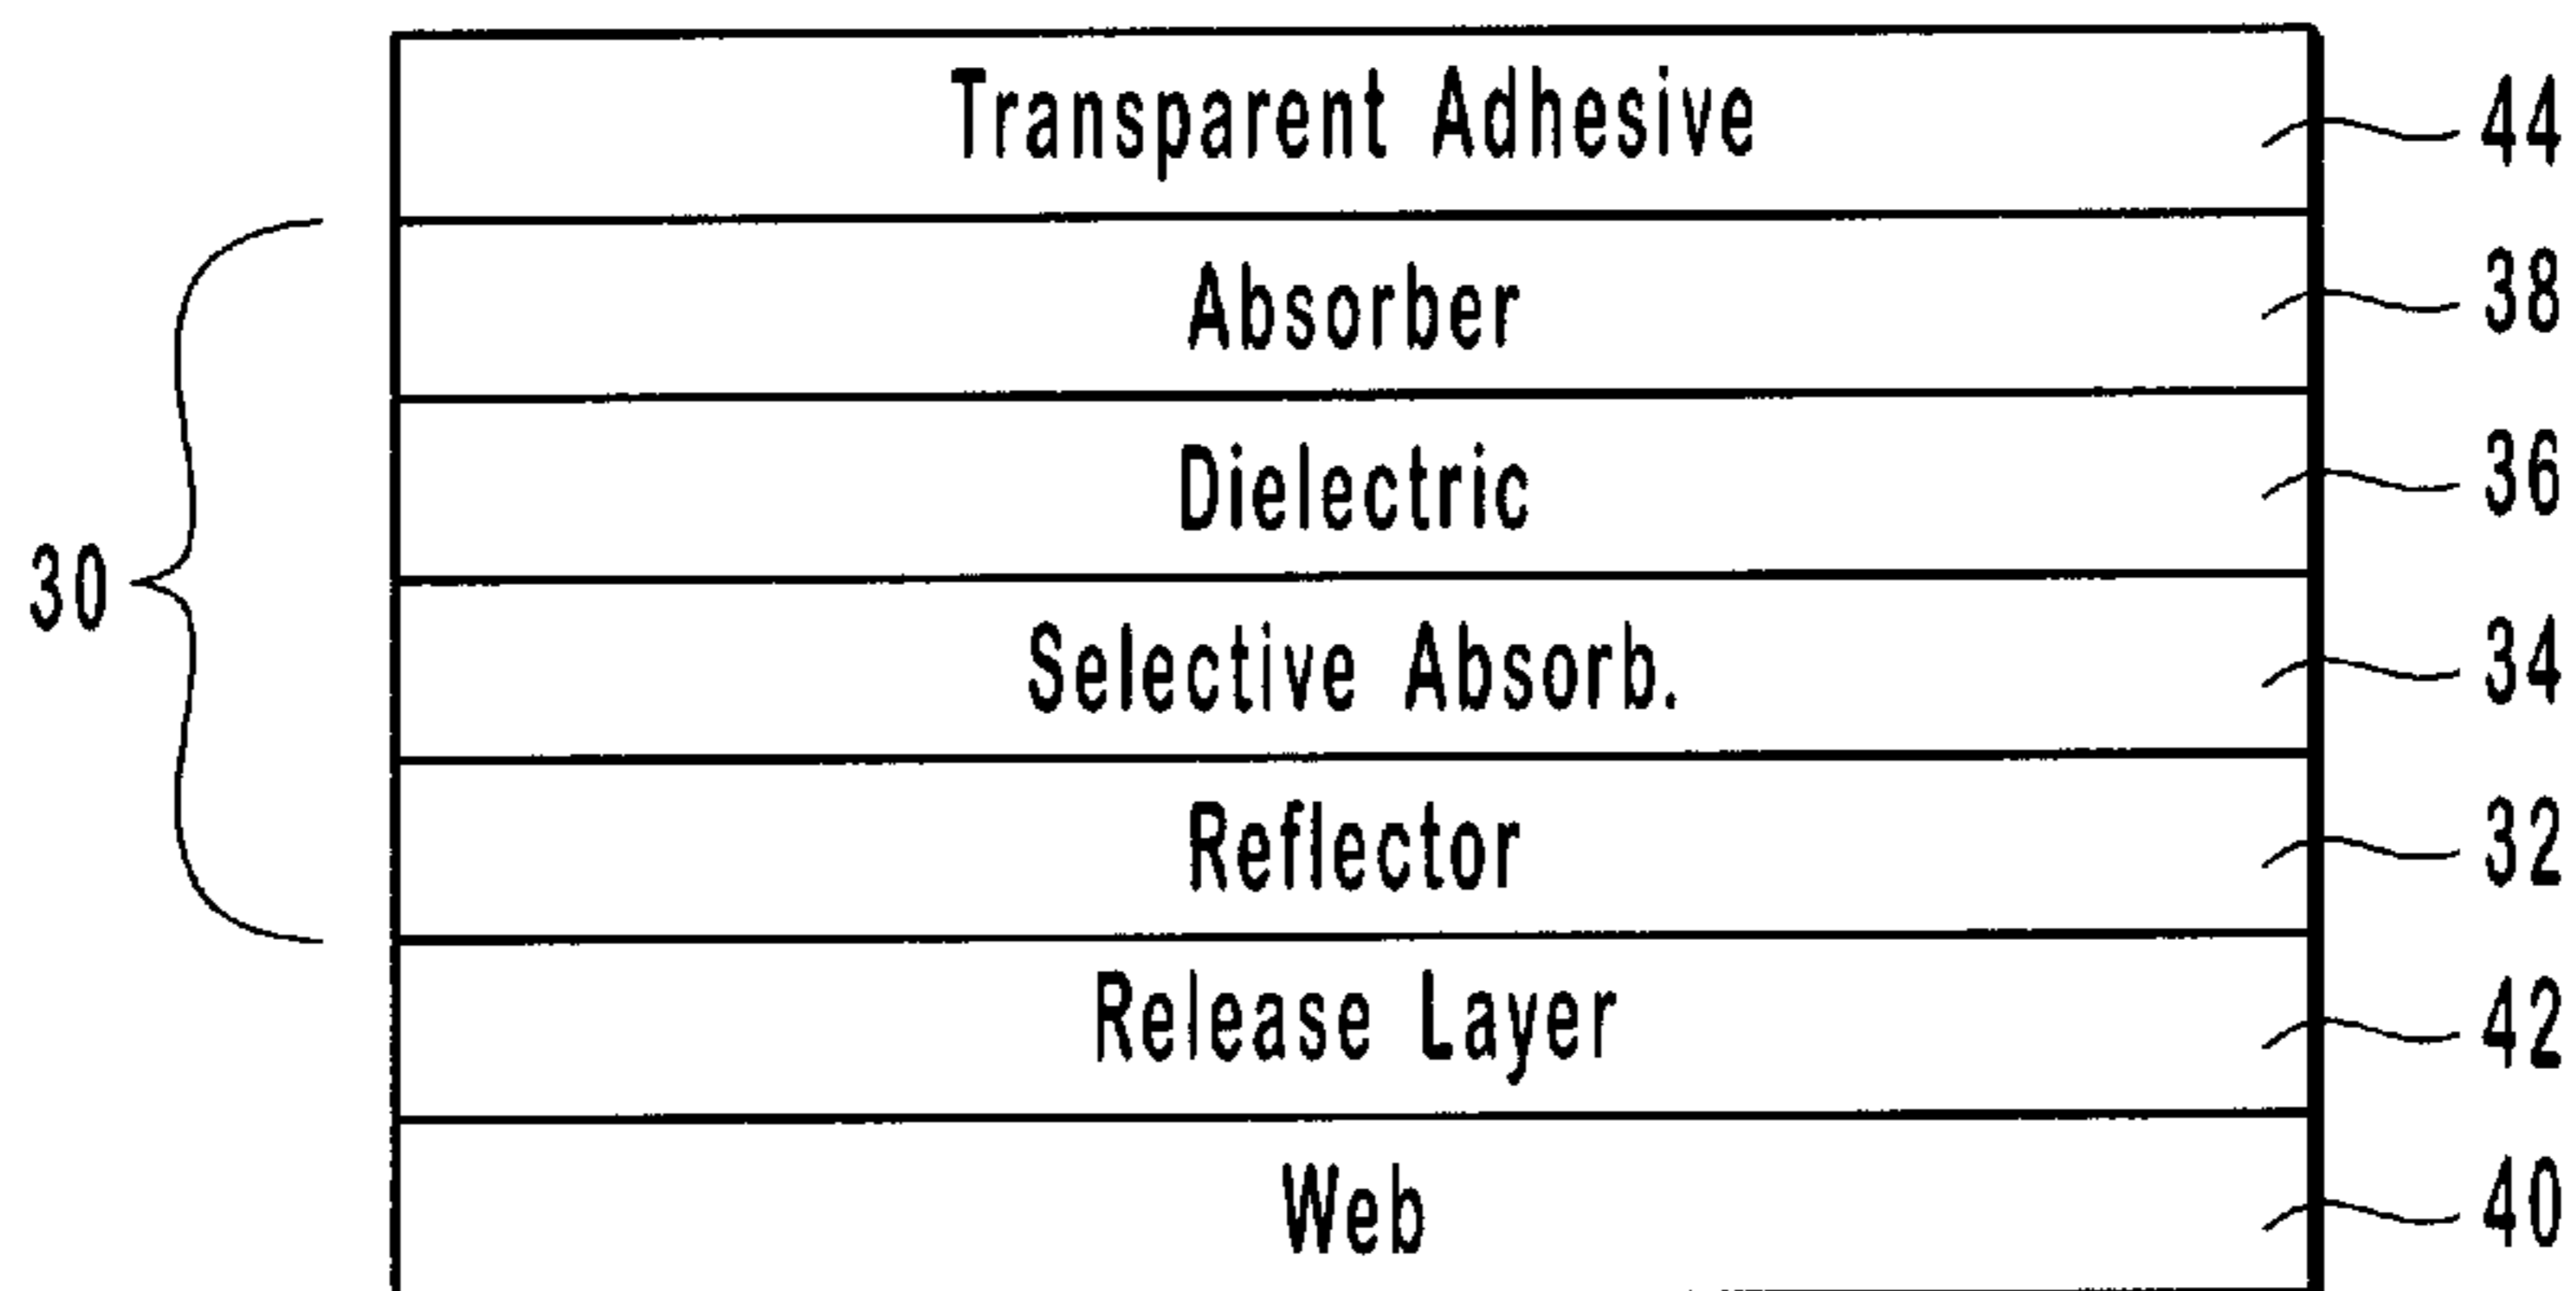 Transparent Adhesive 44
Absorber 38
Dielectric 36
30
Selective Absorb. 34
Reflector 32
Release Layer 42
Web 40